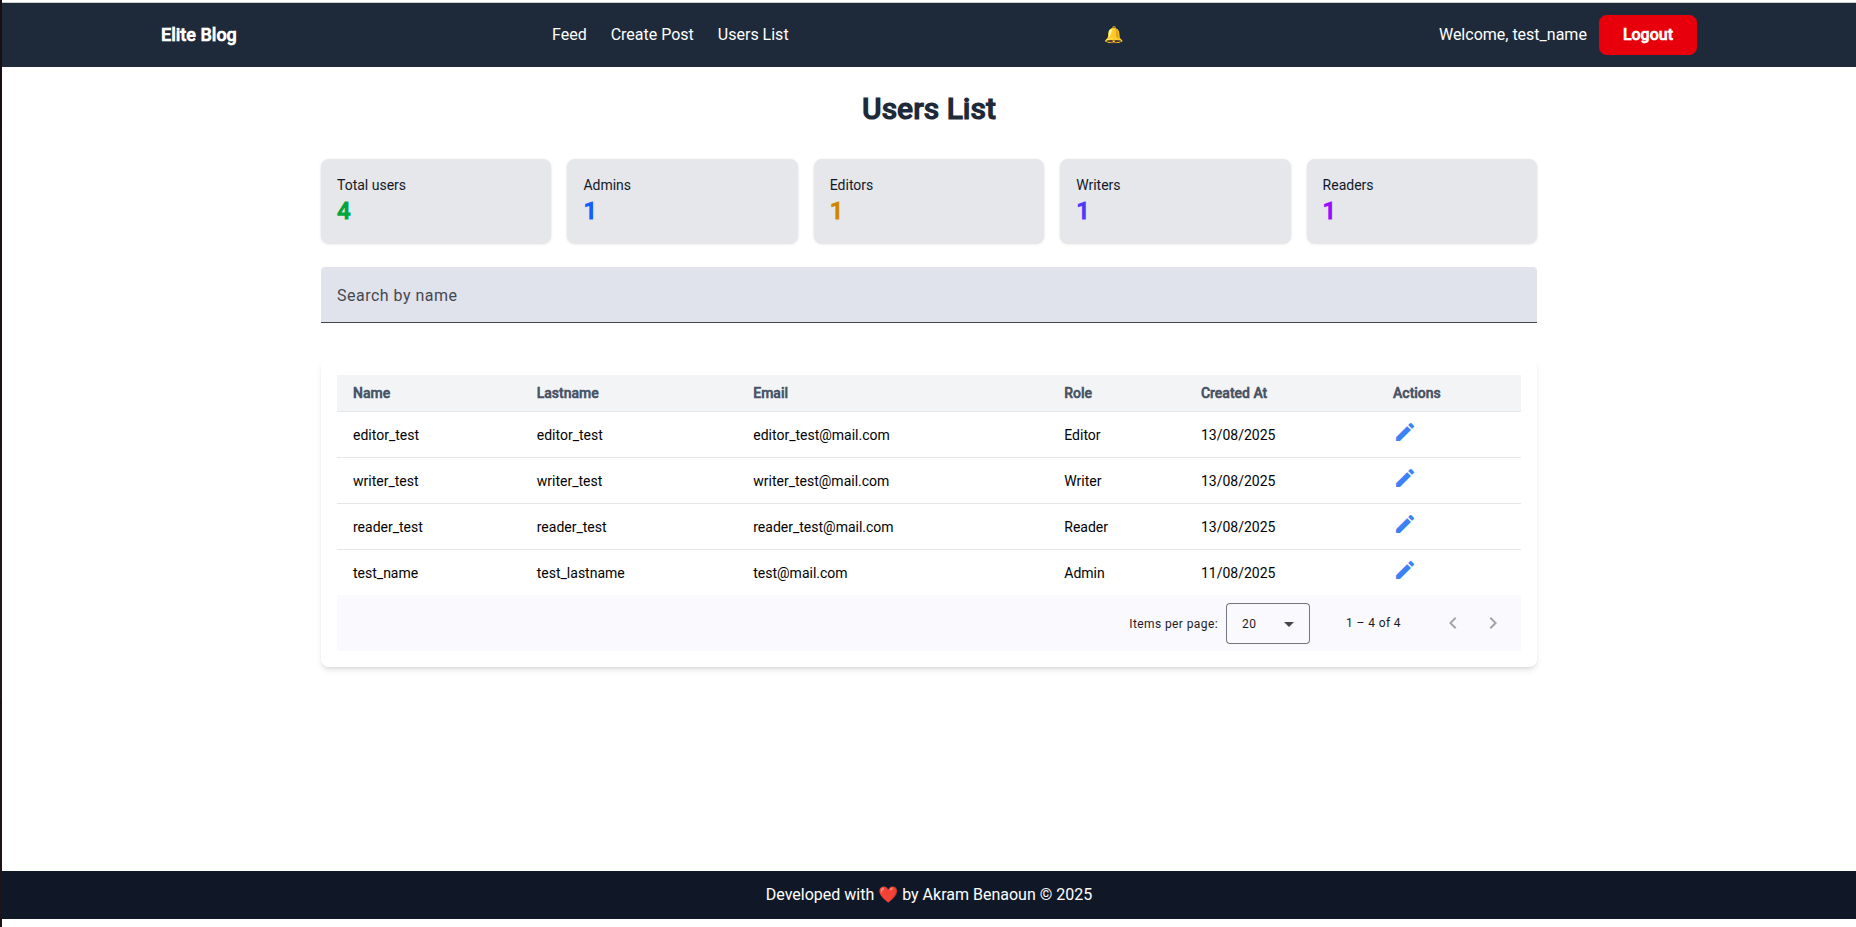 Elite Blog Feed Create Post Users List 🔔 Welcome, test_name Logout
Users List
Total users Admins Editors Writers Readers
4 1 1 1 1
Search by name
Name Lastname Email Role Created At Actions
editor_test editor_test editor_test@mail.com Editor 13/08/2025
writer_test writer_test writer_test@mail.com Writer 13/08/2025
reader_test reader_test reader_test@mail.com Reader 13/08/2025
test_name test_lastname test@mail.com Admin 11/08/2025
Items per page: 20 1 – 4 of 4
Developed with ❤️ by Akram Benaoun © 2025